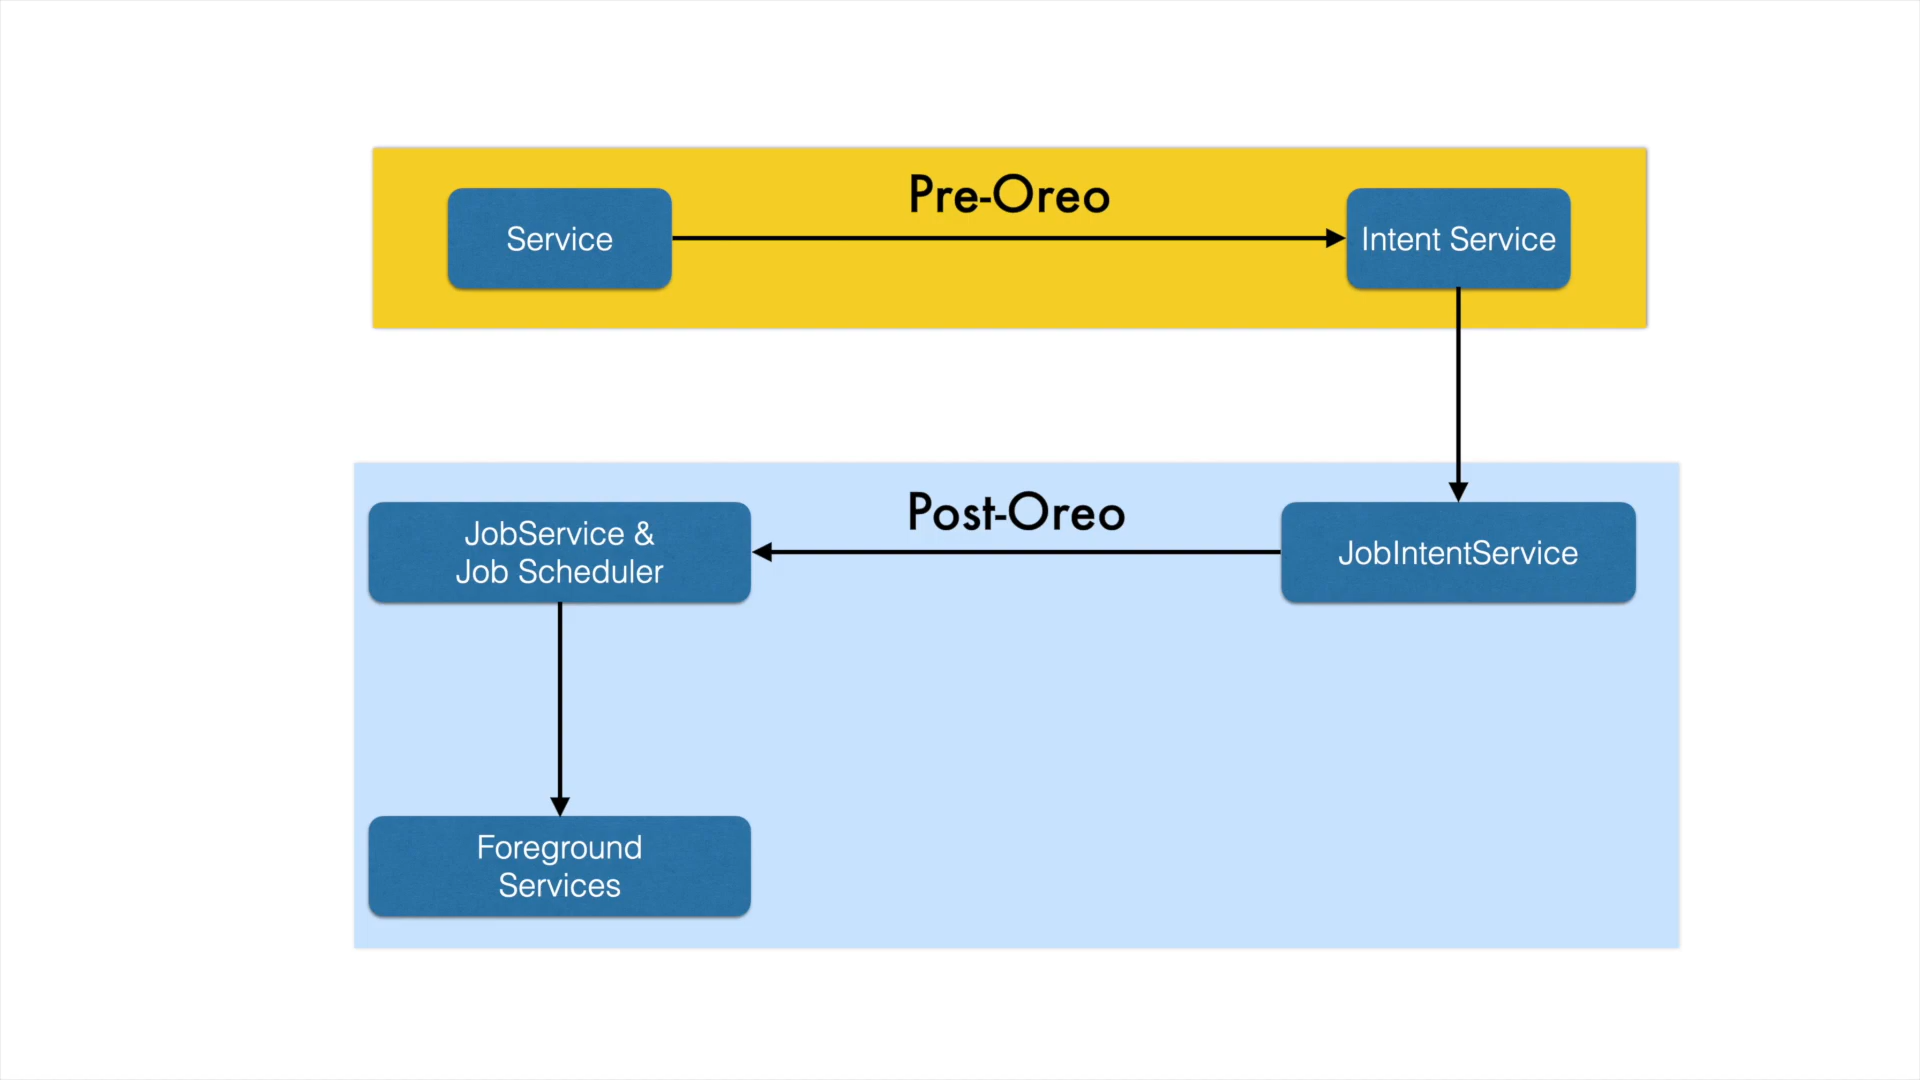 Pre-Oreo
Service
Intent Service
Post-Oreo
JobService &
Job Scheduler
JobIntentService
Foreground
Services